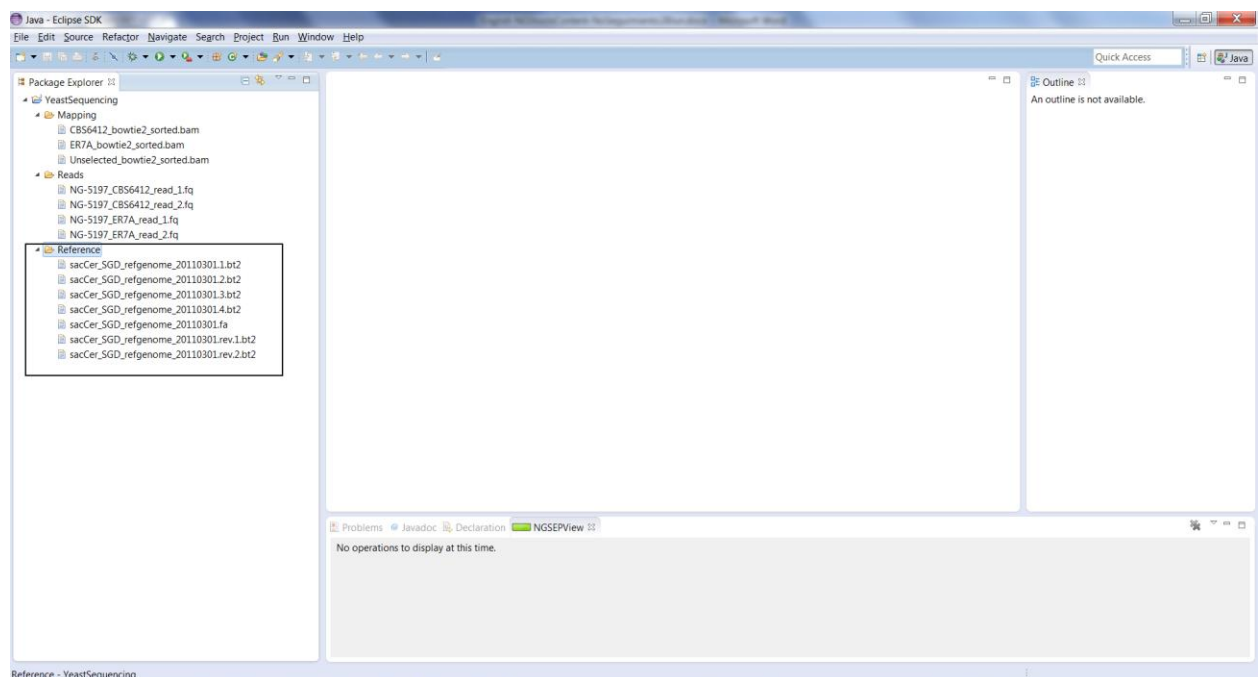 Java - Eclipse SDK
File Edit Source Refactor Navigate Search Project Run Window Help
Quick Access
Java
Package Explorer
YeastSequencing
Mapping
CBS6412_bowtie2_sorted.bam
ER7A_bowtie2_sorted.bam
Unselected_bowtie2_sorted.bam
Reads
NG-5197_CBS6412_read_1.fq
NG-5197_CBS6412_read_2.fq
NG-5197_ER7A_read_1.fq
NG-5197_ER7A_read_2.fq
Reference
sacCer_SGD_refgenome_20110301.1.bt2
sacCer_SGD_refgenome_20110301.2.bt2
sacCer_SGD_refgenome_20110301.3.bt2
sacCer_SGD_refgenome_20110301.4.bt2
sacCer_SGD_refgenome_20110301.fa
sacCer_SGD_refgenome_20110301.rev.1.bt2
sacCer_SGD_refgenome_20110301.rev.2.bt2
Outline
An outline is not available.
Problems Javadoc Declaration NGSEPView
No operations to display at this time.
Reference - YeastSequencing